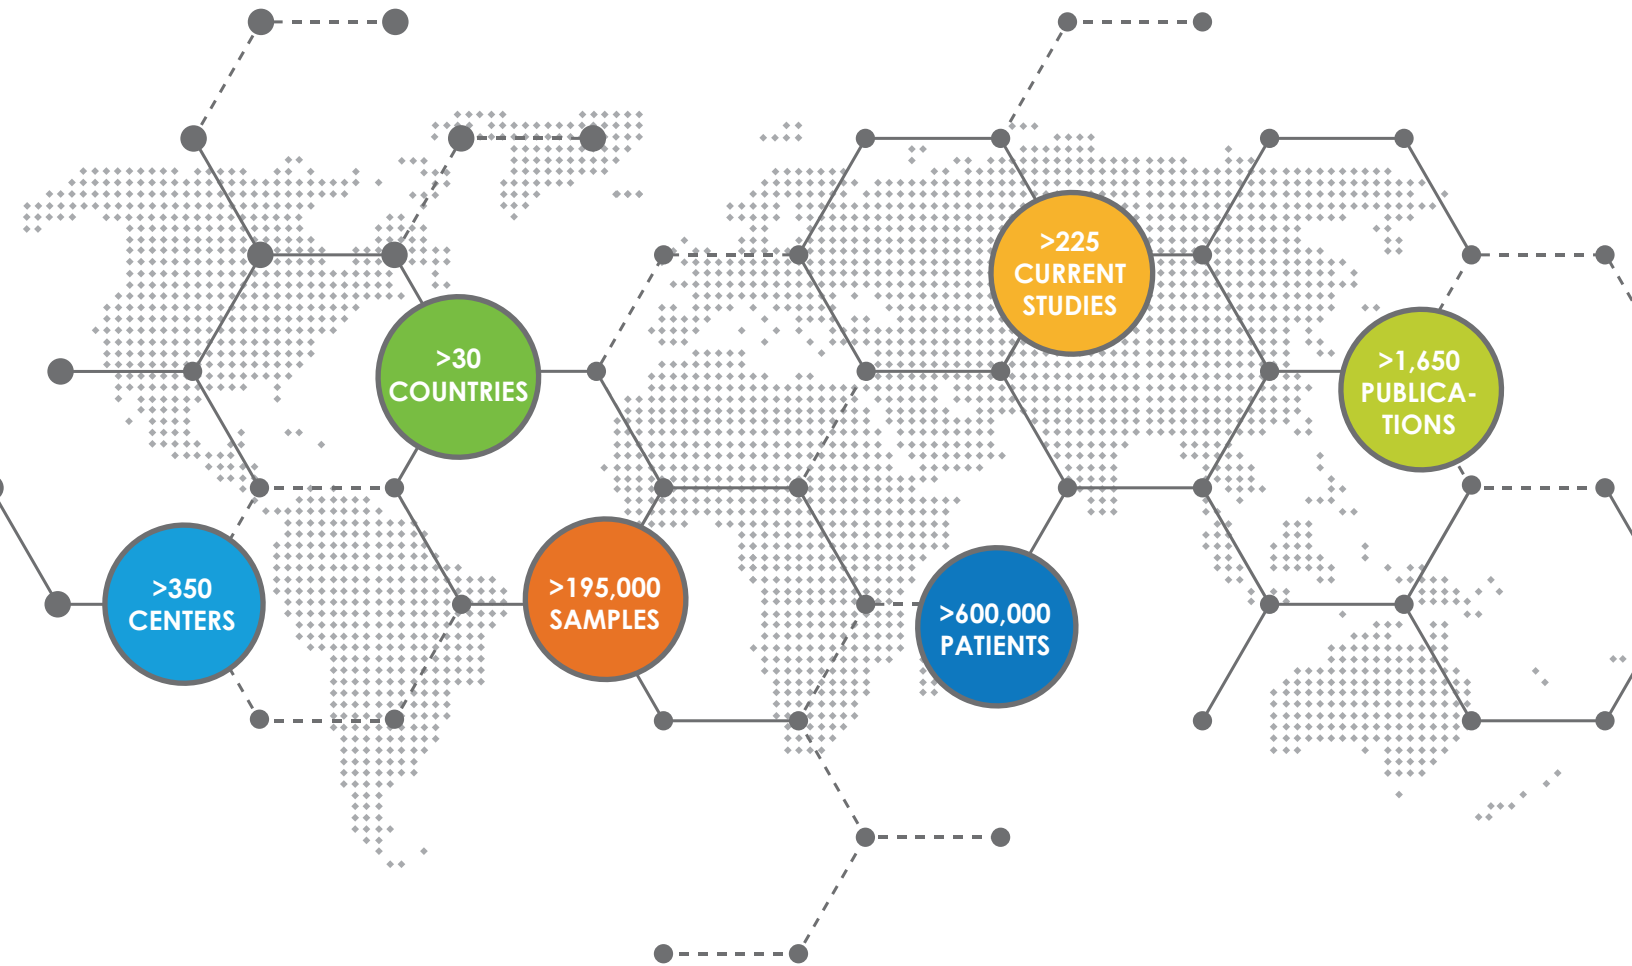 >225
CURRENT
STUDIES
>30
COUNTRIES
>1,650
PUBLICA-
TIONS
>350
CENTERS
>195,000
SAMPLES
>600,000
PATIENTS